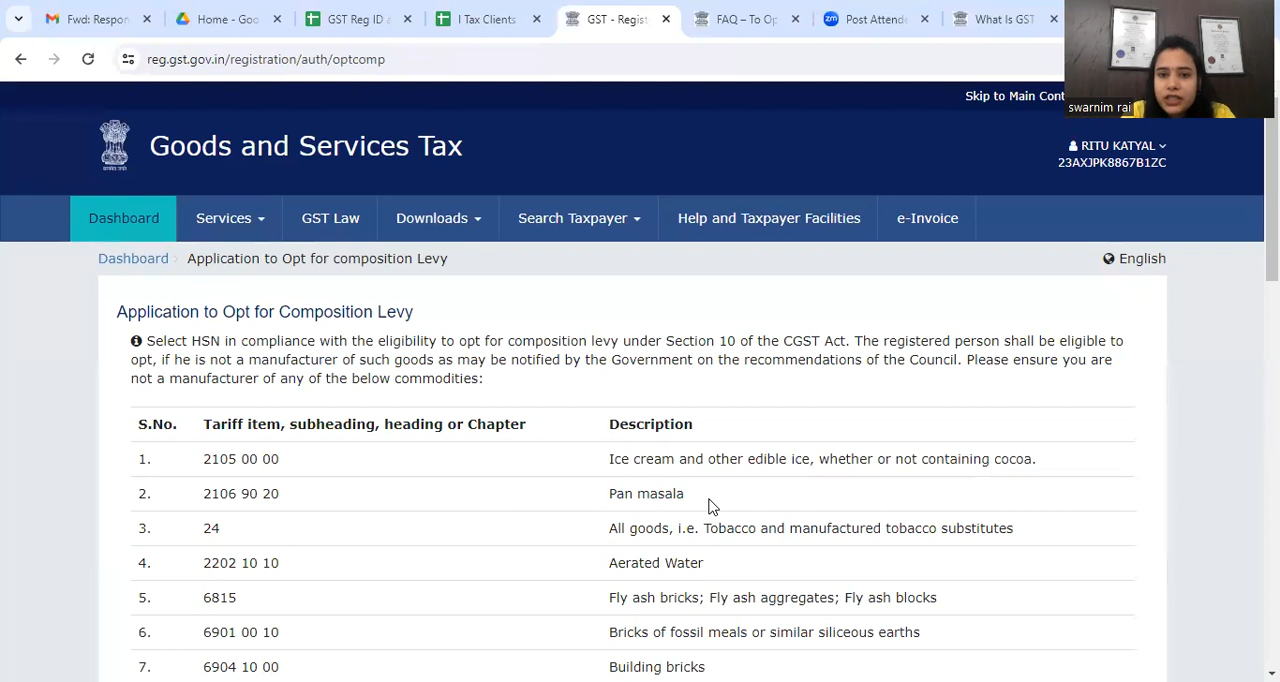 Fwd: Respon
Home - Goo
GST Reg ID a
I Tax Clients
GST - Regist
FAQ – To Op
Post Attende
What Is GST
reg.gst.gov.in/registration/auth/optcomp
swarnim rai
Skip to Main Cont
Goods and Services Tax
RITU KATYAL
23AXJPK8867B1ZC
Dashboard Services GST Law Downloads Search Taxpayer Help and Taxpayer Facilities e-Invoice
Dashboard › Application to Opt for composition Levy
English
Application to Opt for Composition Levy
Select HSN in compliance with the eligibility to opt for composition levy under Section 10 of the CGST Act. The registered person shall be eligible to
opt, if he is not a manufacturer of such goods as may be notified by the Government on the recommendations of the Council. Please ensure you are
not a manufacturer of any of the below commodities:
S.No. Tariff item, subheading, heading or Chapter Description
1. 2105 00 00 Ice cream and other edible ice, whether or not containing cocoa.
2. 2106 90 20 Pan masala
3. 24 All goods, i.e. Tobacco and manufactured tobacco substitutes
4. 2202 10 10 Aerated Water
5. 6815 Fly ash bricks; Fly ash aggregates; Fly ash blocks
6. 6901 00 10 Bricks of fossil meals or similar siliceous earths
7. 6904 10 00 Building bricks